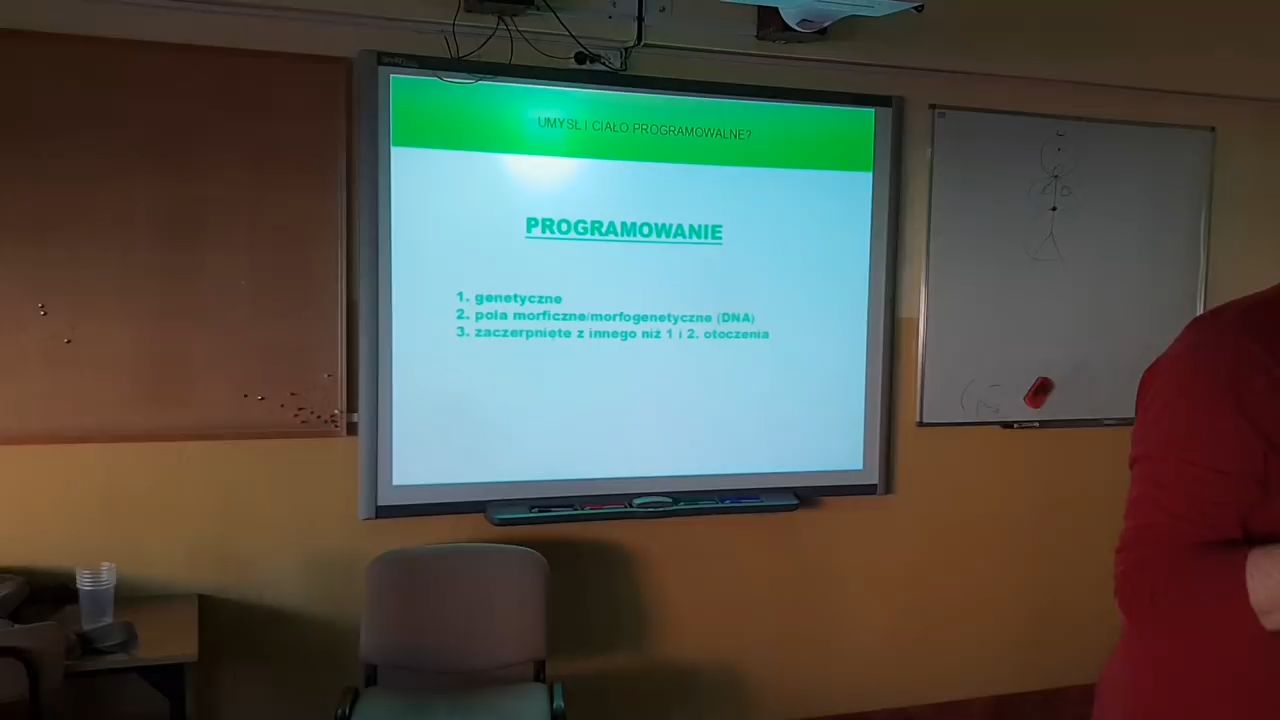 UMYSŁ I CIAŁO PROGRAMOWALNE?
PROGRAMOWANIE
1. genetyczne
2. pola morficzne/morfogenetyczne (DNA)
3. zaczerpnięte z innego niż 1 i 2. otoczenia